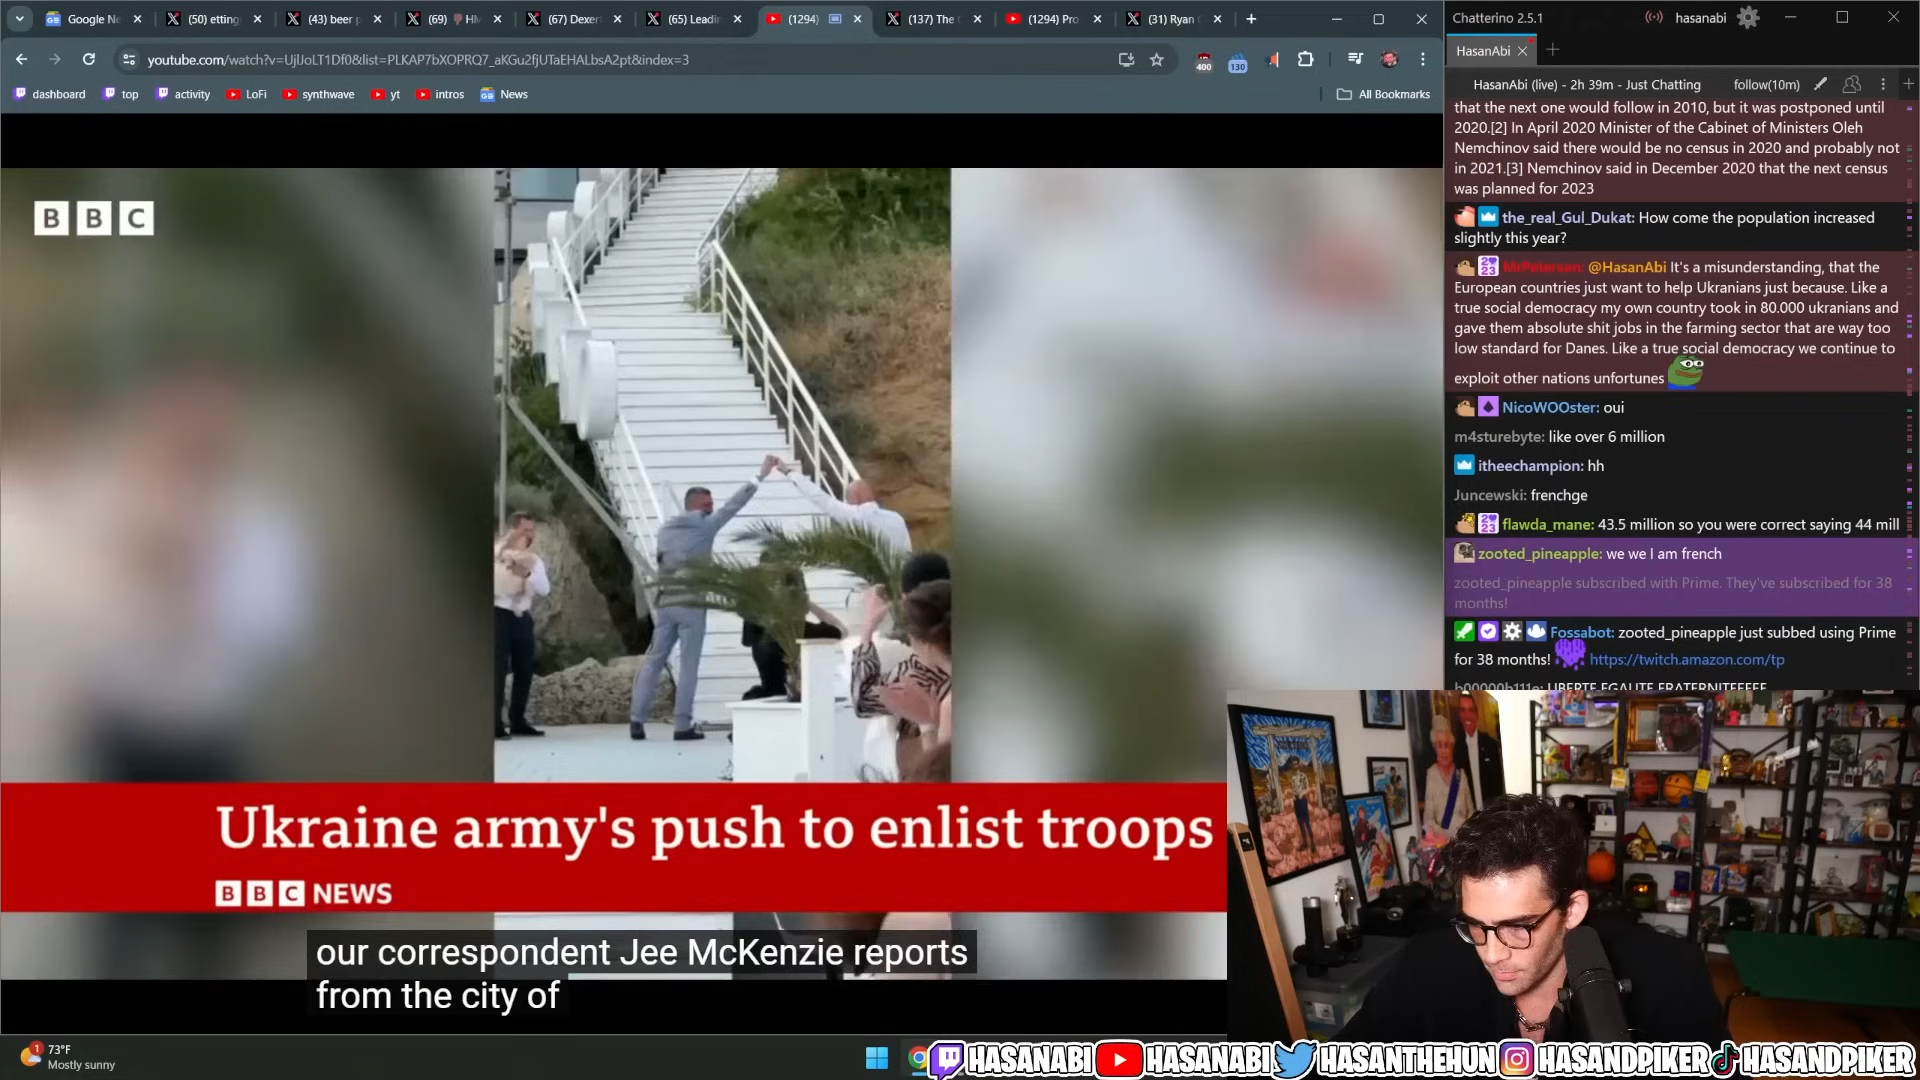 Google Ne
(50) etting
(43) beer p
(69)
(67) Dexer
(65) Leadin
(1294)
(137) The
(1294) Pro
(31) Ryan
youtube.com/watch?v=UjlJoLT1Df0&list=PLKAP7bXOPRQ7_aKGu2fjUTaEHALbsA2pt&index=3
400
130
dashboard
top
activity
LoFi
synthwave
yt
intros
News
All Bookmarks
BBC
Ukraine army's push to enlist troops
BBC NEWS
our correspondent Jee McKenzie reports
from the city of
1
73°F
Mostly sunny
Chatterino 2.5.1
hasanabi
HasanAbi
HasanAbi (live) - 2h 39m - Just Chatting
follow(10m)
that the next one would follow in 2010, but it was postponed until
2020.[2] In April 2020 Minister of the Cabinet of Ministers Oleh
Nemchinov said there would be no census in 2020 and probably not
in 2021.[3] Nemchinov said in December 2020 that the next census
was planned for 2023
the_real_Gul_Dukat: How come the population increased
slightly this year?
MrPetersen: @HasanAbi It's a misunderstanding, that the
European countries just want to help Ukranians just because. Like a
true social democracy my own country took in 80.000 ukranians and
gave them absolute shit jobs in the farming sector that are way too
low standard for Danes. Like a true social democracy we continue to
exploit other nations unfortunes
NicoWOOster: oui
m4sturebyte: like over 6 million
itheechampion: hh
Juncewski: frenchge
flawda_mane: 43.5 million so you were correct saying 44 mill
zooted_pineapple: we we I am french
zooted_pineapple subscribed with Prime. They've subscribed for 38
months!
Fossabot: zooted_pineapple just subbed using Prime
for 38 months! https://twitch.amazon.com/tp
HASANABI
HASANABI
HASANTHEHUN
HASANDPIKER
HASANDPIKER